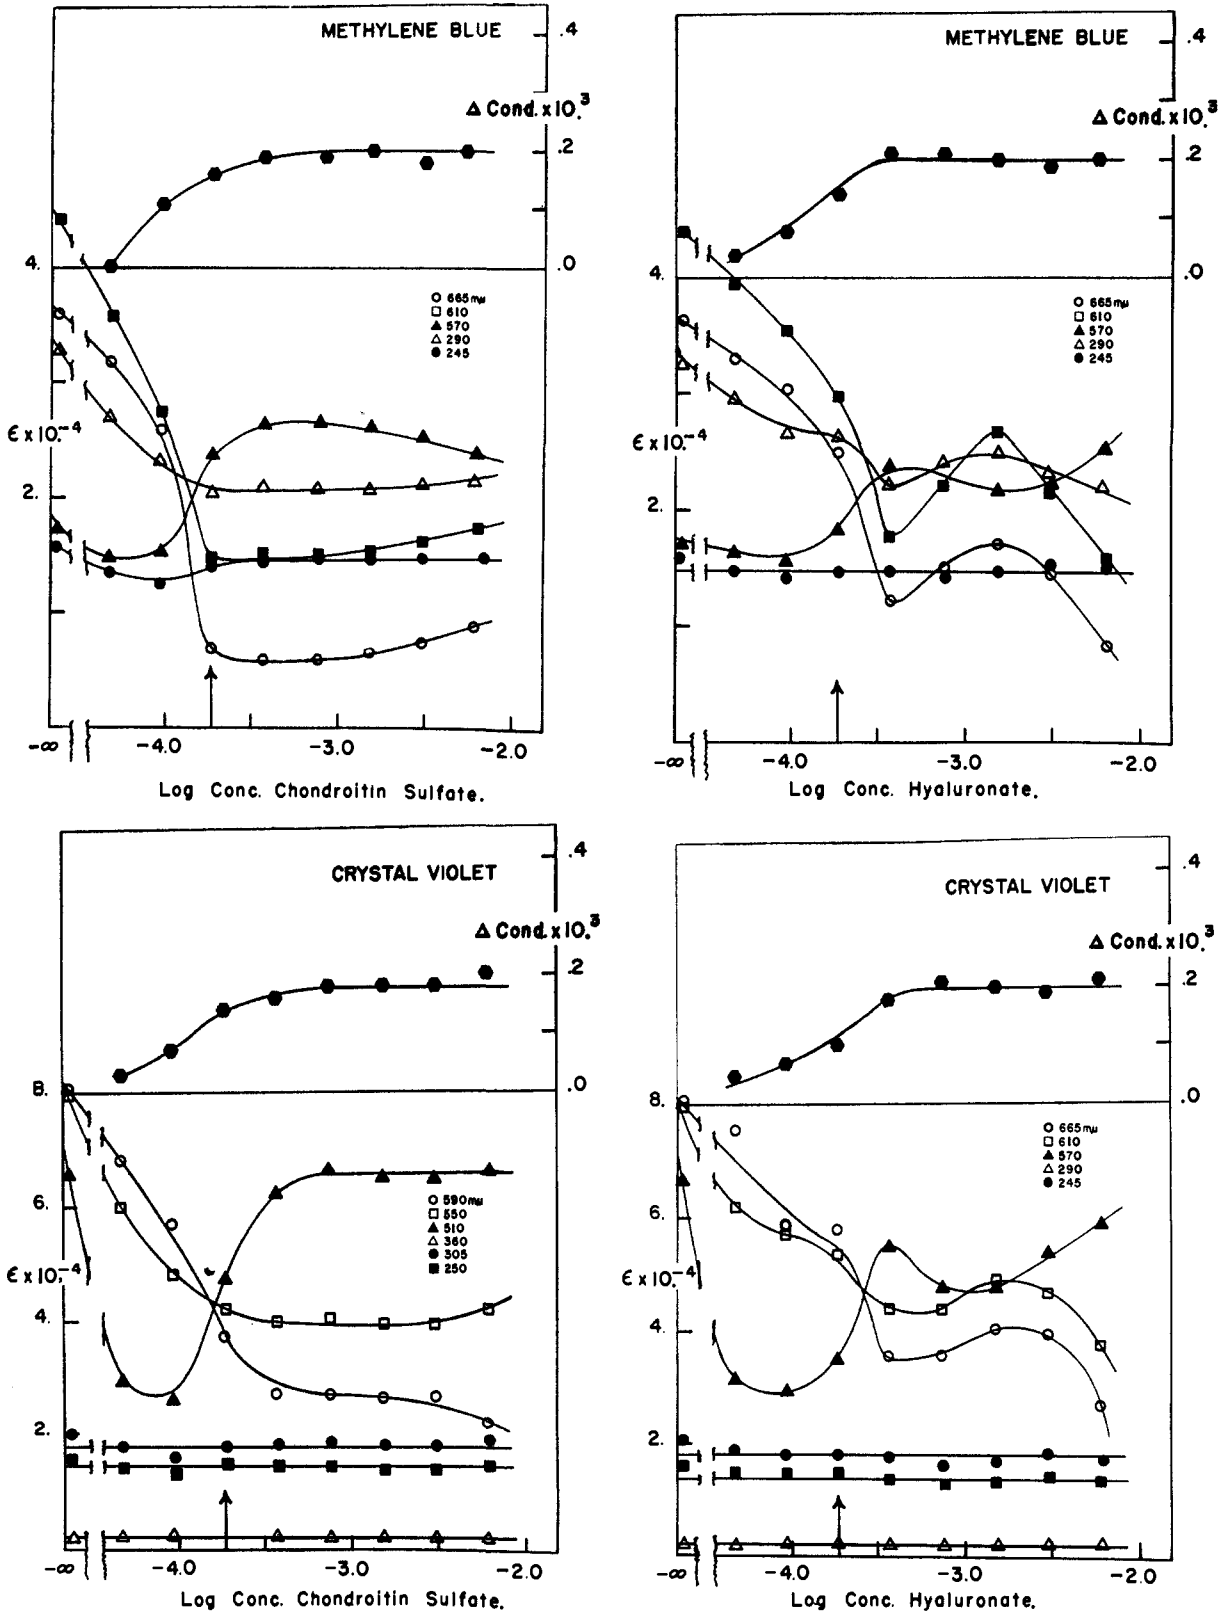 METHYLENE BLUE
.4
Δ Cond. x 10.³
.2
4.
.0
665mμ
610
570
290
245
ε x 10.⁻⁴
2.
-∞
-4.0
-3.0
-2.0
Log Conc. Chondroitin Sulfate.
METHYLENE BLUE
.4
Δ Cond. x 10.³
.2
4.
.0
665mμ
610
570
290
245
ε x 10.⁻⁴
2.
-∞
-4.0
-3.0
-2.0
Log Conc. Hyaluronate.
CRYSTAL VIOLET
.4
Δ Cond. x 10.³
.2
8.
.0
6.
590mμ
550
510
360
305
250
ε x 10.⁻⁴
4.
2.
-∞
-4.0
-3.0
-2.0
Log Conc. Chondroitin Sulfate.
CRYSTAL VIOLET
.4
Δ Cond. x 10.³
.2
8.
.0
665mμ
610
570
290
245
6.
ε x 10.⁻⁴
4.
2.
-∞
-4.0
-3.0
-2.0
Log Conc. Hyaluronate.